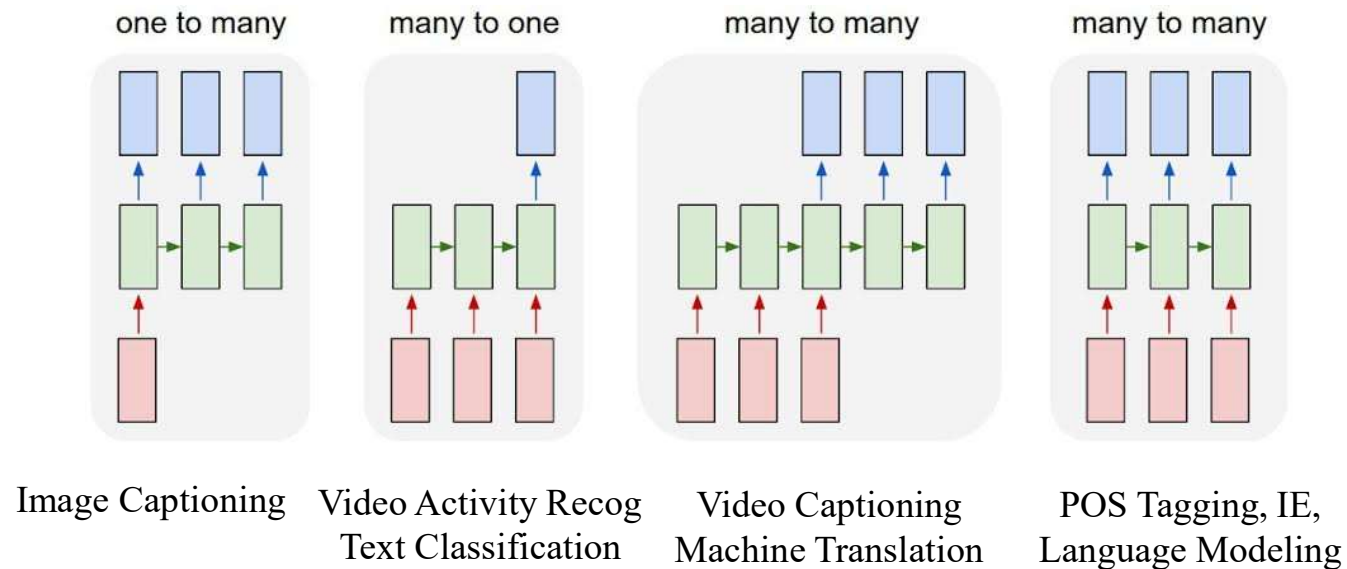 one to many
many to one
many to many
many to many
Image Captioning
Video Activity Recog
Text Classification
Video Captioning
Machine Translation
POS Tagging, IE,
Language Modeling